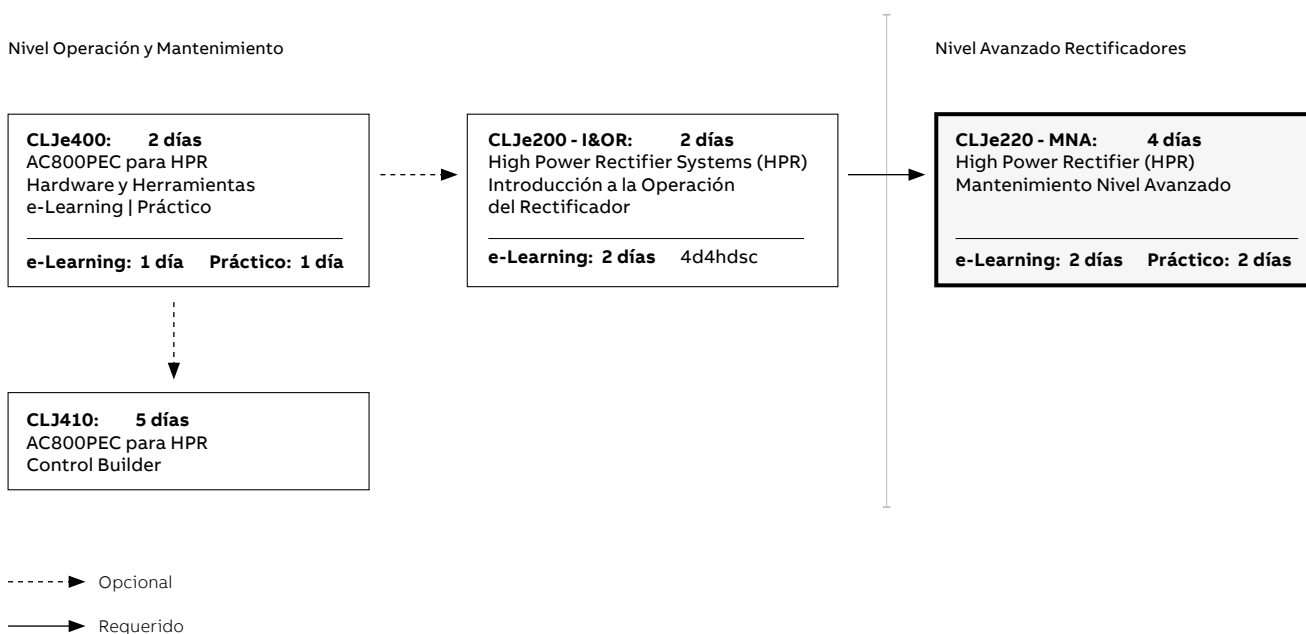 Nivel Operación y Mantenimiento
Nivel Avanzado Rectificadores
CLJe400: 2 días
AC800PEC para HPR
Hardware y Herramientas
e-Learning | Práctico
e-Learning: 1 día Práctico: 1 día
CLJe200 - I&OR: 2 días
High Power Rectifier Systems (HPR)
Introducción a la Operación
del Rectificador
e-Learning: 2 días 4d4hdsc
CLJe220 - MNA: 4 días
High Power Rectifier (HPR)
Mantenimiento Nivel Avanzado
e-Learning: 2 días Práctico: 2 días
CLJ410: 5 días
AC800PEC para HPR
Control Builder
Opcional
Requerido